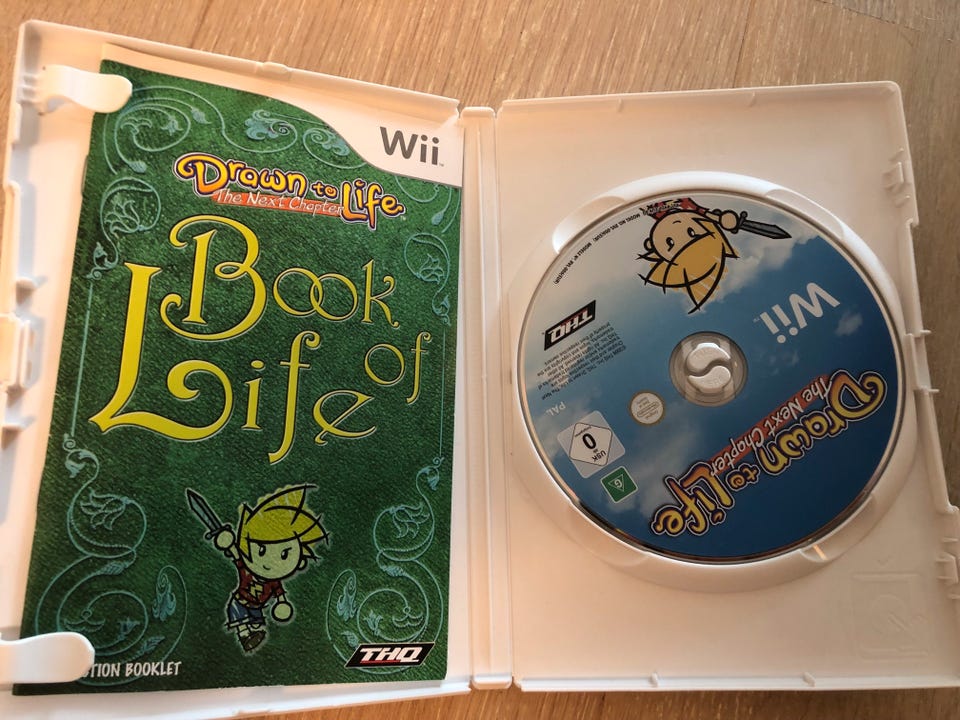 Wii
Drawn to Life
The Next Chapter
Book
of
Life
TION BOOKLET
THQ
Wii
Drawn to Life
The Next Chapter
THQ
PAL
USK
0
G
Wii